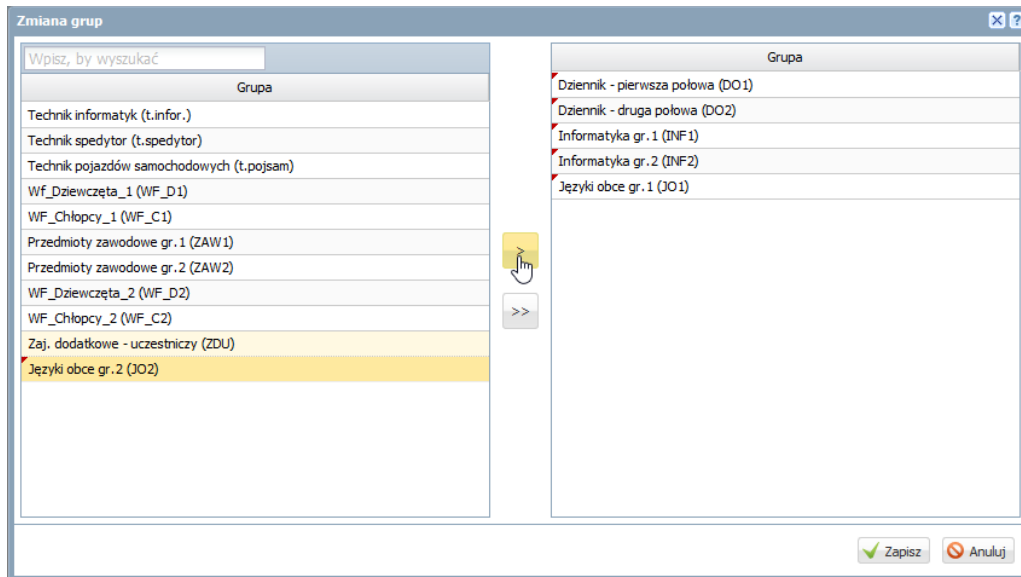 Zmiana grup
Wpisz, by wyszukać
Grupa
Technik informatyk (t.infor.)
Technik spedytor (t.spedytor)
Technik pojazdów samochodowych (t.pojsam)
Wf_Dziewczęta_1 (WF_D1)
WF_Chłopcy_1 (WF_C1)
Przedmioty zawodowe gr.1 (ZAW1)
Przedmioty zawodowe gr.2 (ZAW2)
WF_Dziewczęta_2 (WF_D2)
WF_Chłopcy_2 (WF_C2)
Zaj. dodatkowe - uczestniczy (ZDU)
Języki obce gr.2 (JO2)
>
>>
Grupa
Dziennik - pierwsza połowa (DO1)
Dziennik - druga połowa (DO2)
Informatyka gr.1 (INF1)
Informatyka gr.2 (INF2)
Języki obce gr.1 (JO1)
Zapisz
Anuluj